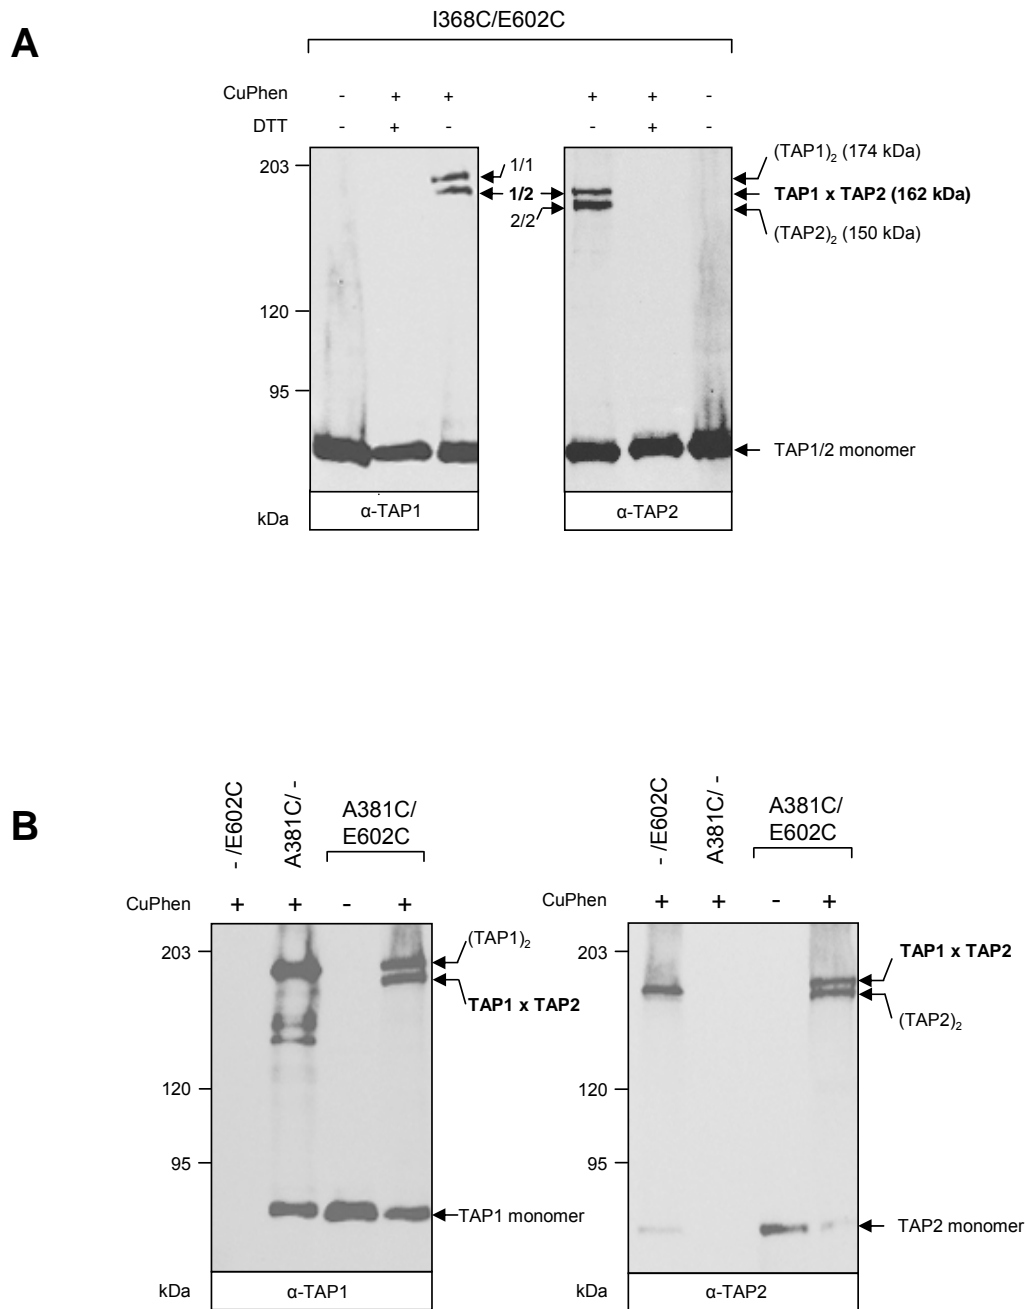 A
I368C/E602C
CuPhen - + + + + -
DTT - + - - + -
203
120
95
kDa
1/1
1/2
2/2
(TAP1)2 (174 kDa)
TAP1 x TAP2 (162 kDa)
(TAP2)2 (150 kDa)
TAP1/2 monomer
α-TAP1
α-TAP2
B
- /E602C
A381C/ -
A381C/
E602C
CuPhen + + - +
203
120
95
kDa
(TAP1)2
TAP1 x TAP2
TAP1 monomer
α-TAP1
- /E602C
A381C/ -
A381C/
E602C
CuPhen + + - +
203
120
95
kDa
TAP1 x TAP2
(TAP2)2
TAP2 monomer
α-TAP2